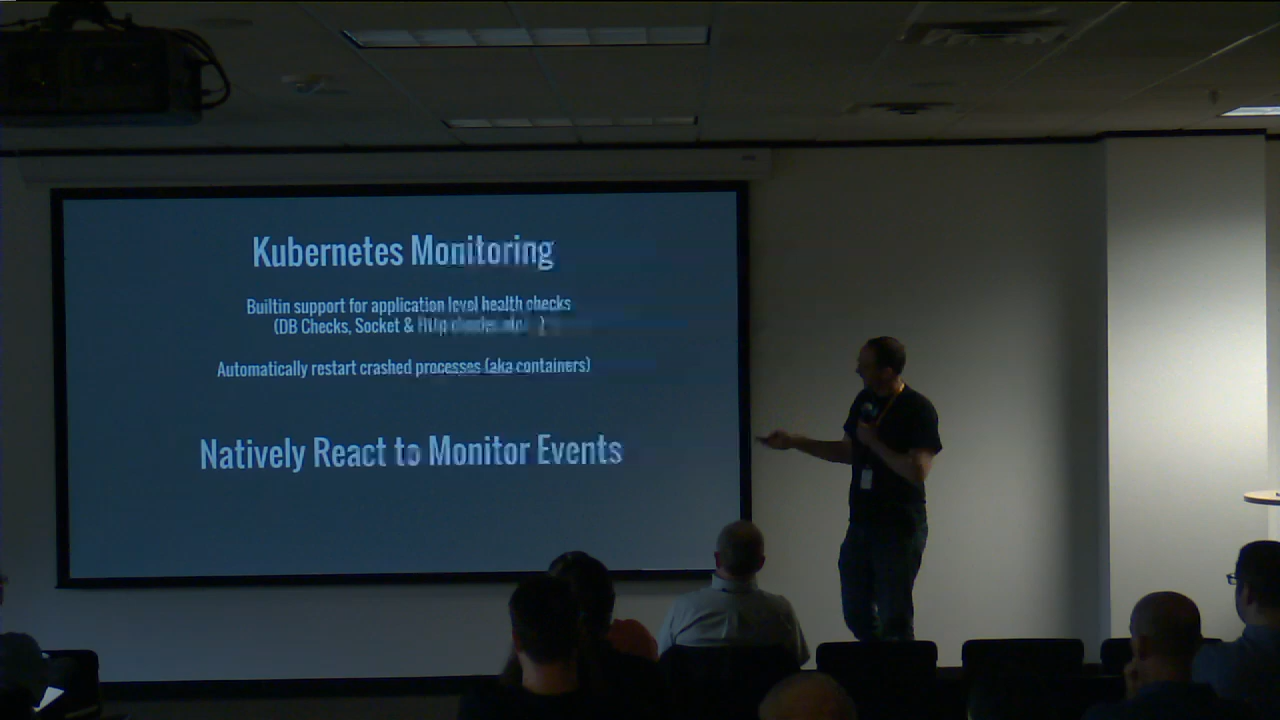 Kubernetes Monitoring
Builtin support for application level health checks
(DB Checks, Socket & Http
Automatically restart crashed processes (aka containers)
Natively React to Monitor Events